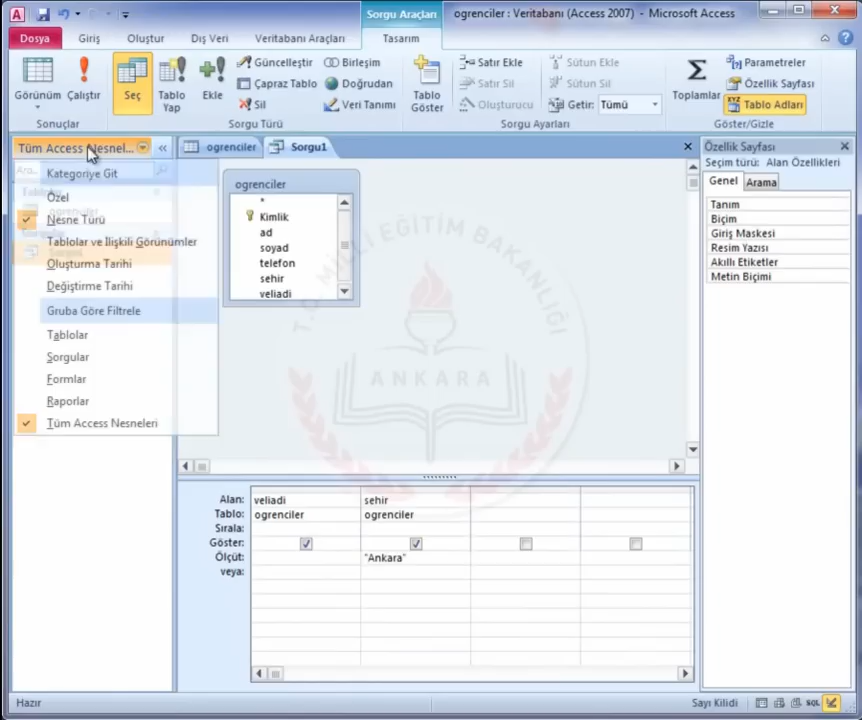 Sorgu Araçları
ogrenciler : Veritabanı (Access 2007) - Microsoft Access
Dosya
Giriş
Oluştur
Dış Veri
Veritabanı Araçları
Tasarım
Görünüm
Çalıştır
Sonuçlar
Seç
Tablo Yap
Ekle
Güncelleştir
Çapraz Tablo
Sil
Birleşim
Doğrudan
Veri Tanımı
Sorgu Türü
Tablo Göster
Satır Ekle
Satır Sil
Oluşturucu
Sütun Ekle
Sütun Sil
Getir: Tümü
Sorgu Ayarları
Toplamlar
Parametreler
Özellik Sayfası
Tablo Adları
Göster/Gizle
Tüm Access Nesnel...
Ara...
Kategoriye Git
Özel
Nesne Türü
Tablolar ve İlişkili Görünümler
Oluşturma Tarihi
Değiştirme Tarihi
Gruba Göre Filtrele
Tablolar
Sorgular
Formlar
Raporlar
Tüm Access Nesneleri
ogrenciler
Sorgu1
ogrenciler
*
Kimlik
ad
soyad
telefon
sehir
veliadi
T.C. MİLLİ EĞİTİM BAKANLIĞI
ANKARA
Özellik Sayfası
Seçim türü: Alan Özellikleri
Genel
Arama
Tanım
Biçim
Giriş Maskesi
Resim Yazısı
Akıllı Etiketler
Metin Biçimi
Alan: veliadi sehir
Tablo: ogrenciler ogrenciler
Sırala:
Göster:
Ölçüt: "Ankara"
veya:
Hazır
Sayı Kilidi
SQL